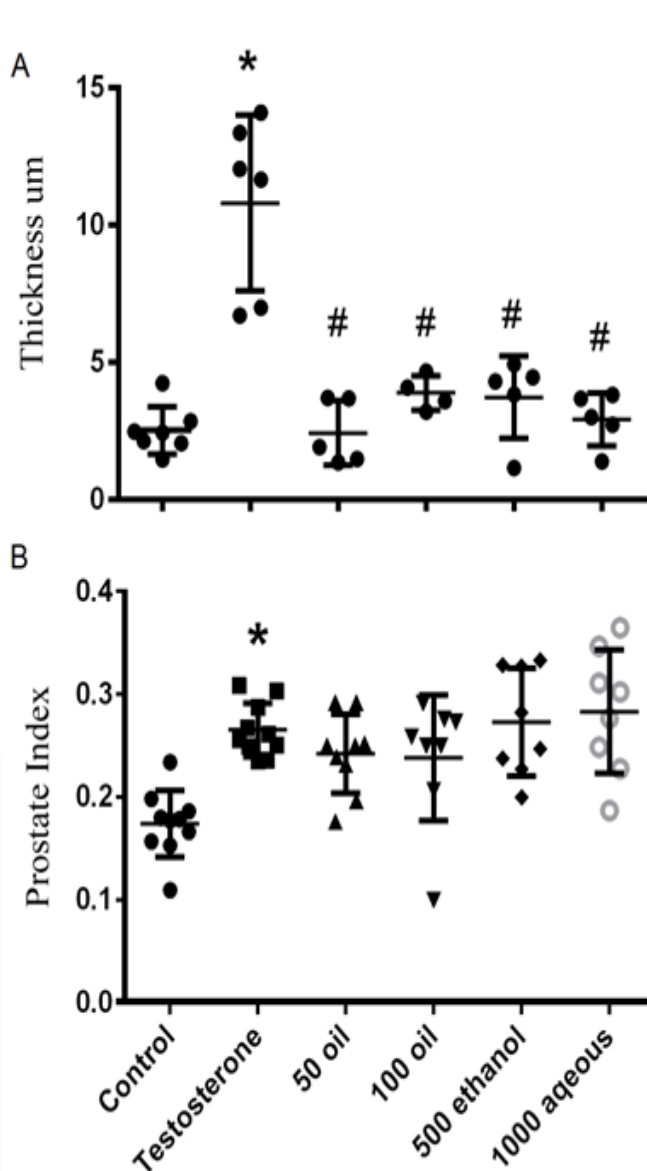 A
*
15
10
5
0
Thickness um
# # # #
B
*
0.4
0.3
0.2
0.1
0.0
Prostate Index
Control
Testosterone
50 oil
100 oil
500 ethanol
1000 aqeous